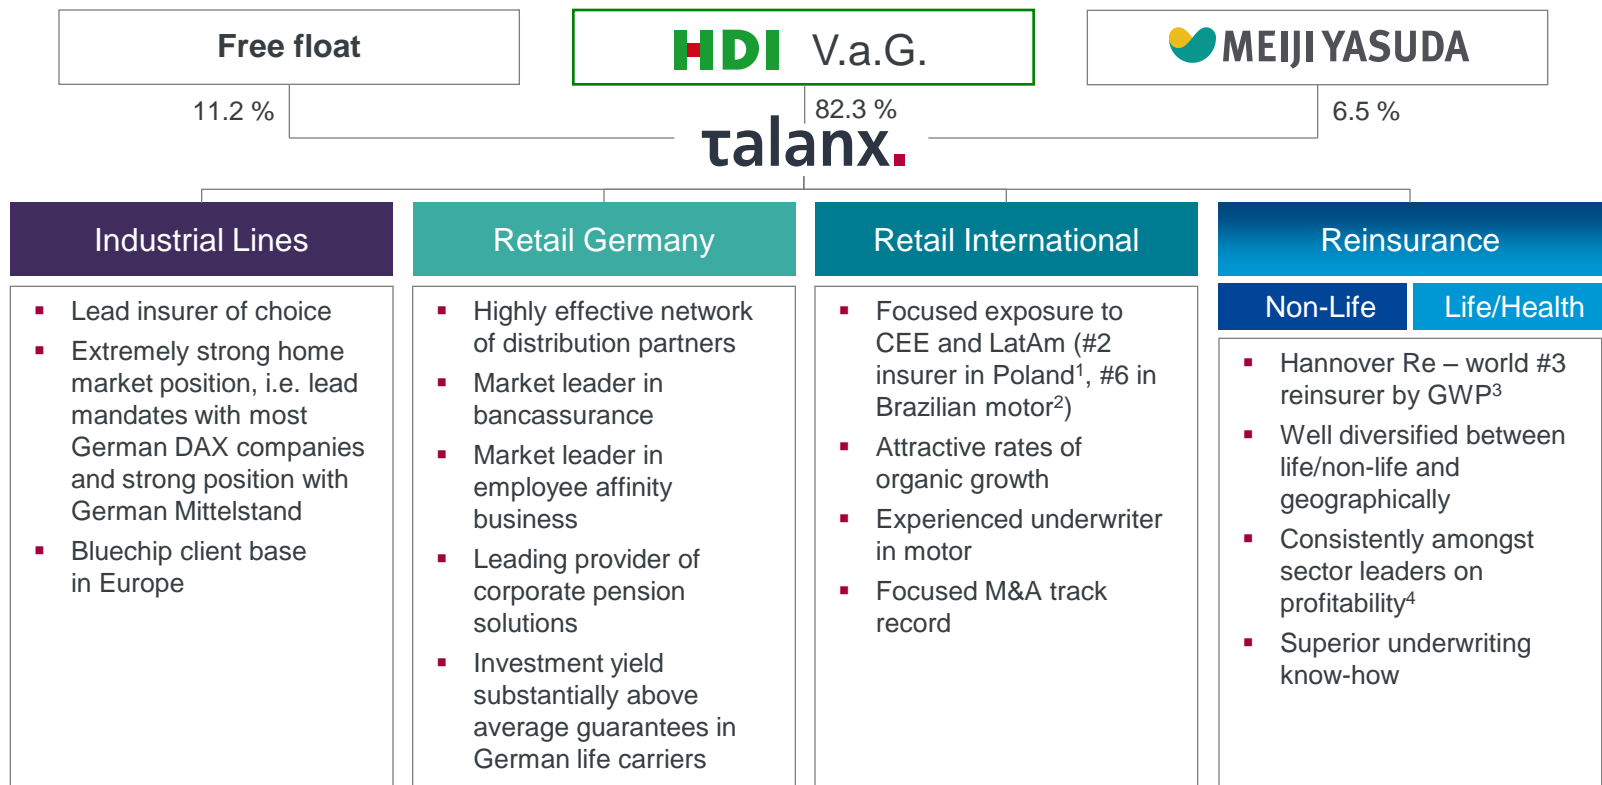 Free float
HDI V.a.G.
MEIJI YASUDA
11.2 %
82.3 %
6.5 %
talanx.
Industrial Lines
▪ Lead insurer of choice
▪ Extremely strong home
market position, i.e. lead
mandates with most
German DAX companies
and strong position with
German Mittelstand
▪ Bluechip client base
in Europe
Retail Germany
▪ Highly effective network
of distribution partners
▪ Market leader in
bancassurance
▪ Market leader in
employee affinity
business
▪ Leading provider of
corporate pension
solutions
▪ Investment yield
substantially above
average guarantees in
German life carriers
Retail International
▪ Focused exposure to
CEE and LatAm (#2
insurer in Poland¹, #6 in
Brazilian motor²)
▪ Attractive rates of
organic growth
▪ Experienced underwriter
in motor
▪ Focused M&A track
record
Reinsurance
Non-Life
Life/Health
▪ Hannover Re – world #3
reinsurer by GWP³
▪ Well diversified between
life/non-life and
geographically
▪ Consistently amongst
sector leaders on
profitability⁴
▪ Superior underwriting
know-how